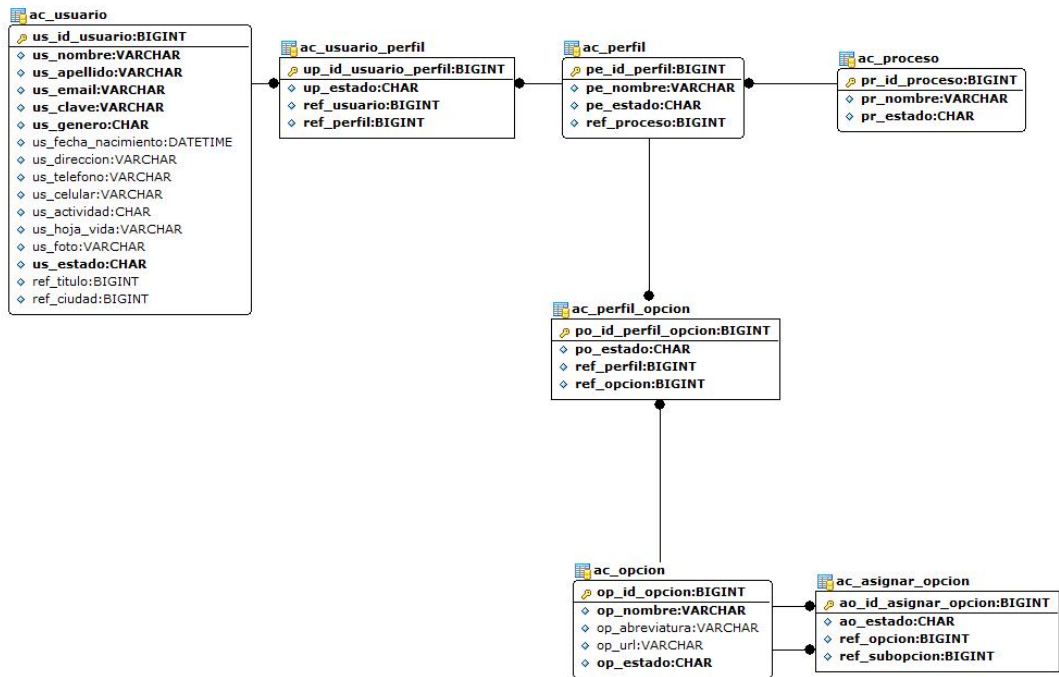 ac_usuario
us_id_usuario:BIGINT
us_nombre:VARCHAR
us_apellido:VARCHAR
us_email:VARCHAR
us_clave:VARCHAR
us_genero:CHAR
us_fecha_nacimiento:DATETIME
us_direccion:VARCHAR
us_telefono:VARCHAR
us_celular:VARCHAR
us_actividad:CHAR
us_hoja_vida:VARCHAR
us_foto:VARCHAR
us_estado:CHAR
ref_titulo:BIGINT
ref_ciudad:BIGINT
ac_usuario_perfil
up_id_usuario_perfil:BIGINT
up_estado:CHAR
ref_usuario:BIGINT
ref_perfil:BIGINT
ac_perfil
pe_id_perfil:BIGINT
pe_nombre:VARCHAR
pe_estado:CHAR
ref_proceso:BIGINT
ac_proceso
pr_id_proceso:BIGINT
pr_nombre:VARCHAR
pr_estado:CHAR
ac_perfil_opcion
po_id_perfil_opcion:BIGINT
po_estado:CHAR
ref_perfil:BIGINT
ref_opcion:BIGINT
ac_opcion
op_id_opcion:BIGINT
op_nombre:VARCHAR
op_abreviatura:VARCHAR
op_url:VARCHAR
op_estado:CHAR
ac_asignar_opcion
ao_id_asignar_opcion:BIGINT
ao_estado:CHAR
ref_opcion:BIGINT
ref_subopcion:BIGINT